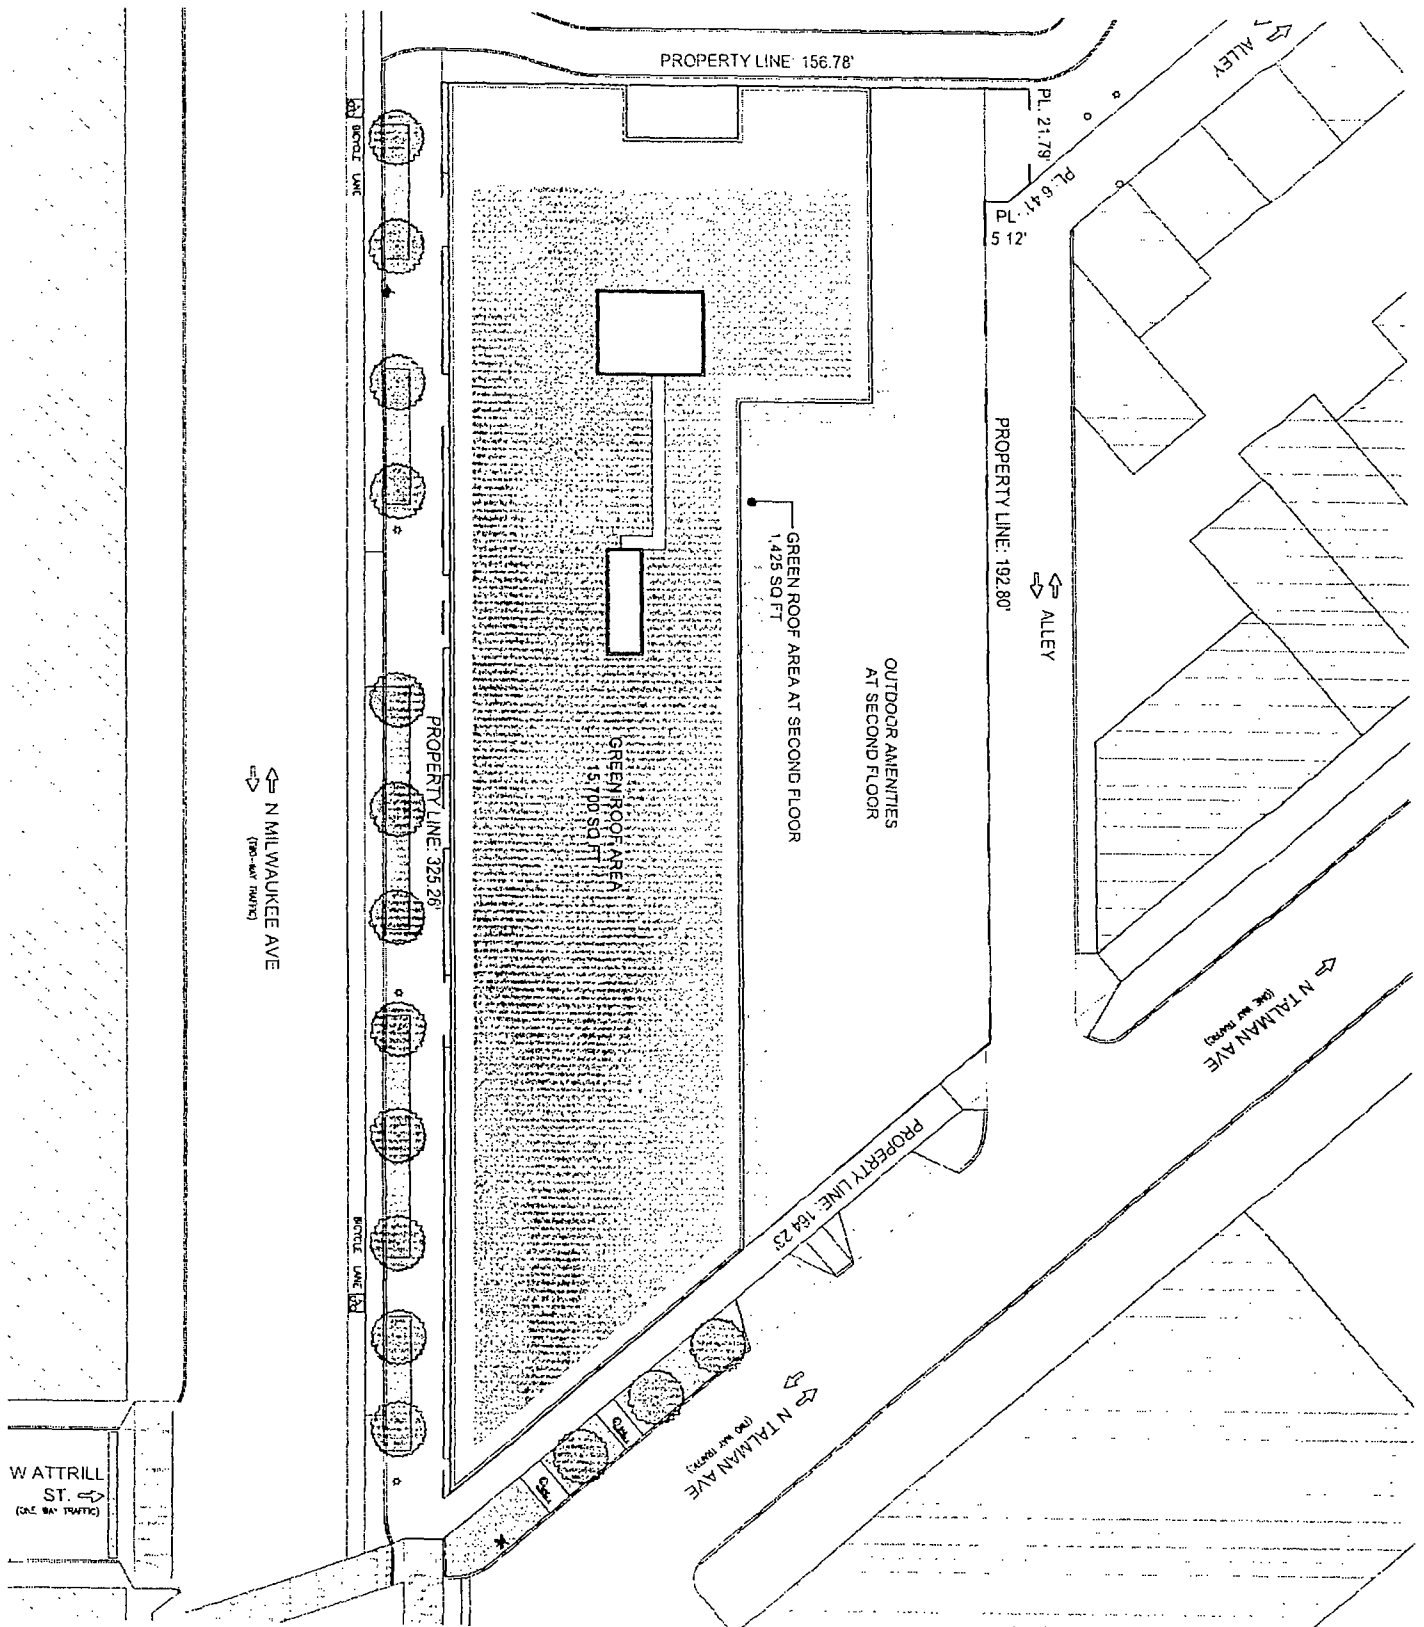 PROPERTY LINE: 156.78'
ALLEY
PL. 21.79'
PL. 6 41'
PL.
5 12'
BICYCLE LANE
PROPERTY LINE: 192.80'
GREEN ROOF AREA AT SECOND FLOOR
1,425 SQ FT
ALLEY
OUTDOOR AMENITIES
AT SECOND FLOOR
GREEN ROOF AREA
15,700 SQ FT
PROPERTY LINE: 325.26'
N MILWAUKEE AVE
(TWO-WAY TRAFFIC)
N TALMAN AVE
(ONE WAY TRAFFIC)
PROPERTY LINE: 164 23'
BICYCLE LANE
N TALMAN AVE
(TWO WAY TRAFFIC)
W ATTRILL
ST.
(ONE WAY TRAFFIC)